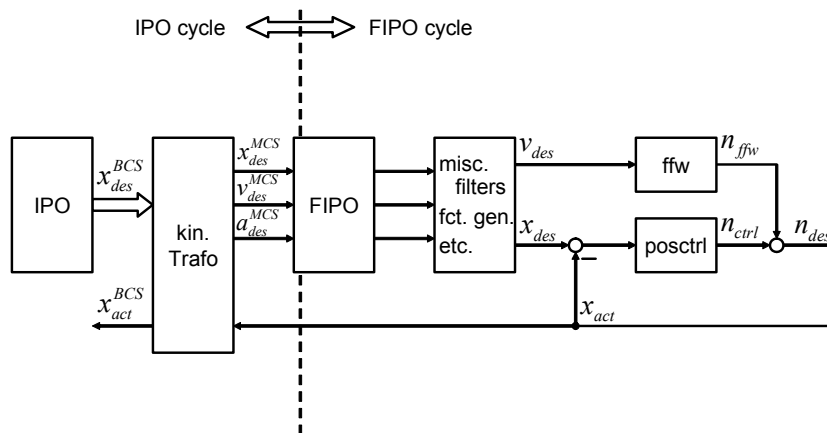 IPO cycle
FIPO cycle
IPO
x_des^BCS
kin.
Trafo
x_des^MCS
v_des^MCS
a_des^MCS
FIPO
misc.
filters
fct. gen.
etc.
v_des
x_des
ffw
n_ffw
posctrl
n_ctrl
n_des
x_act^BCS
x_act